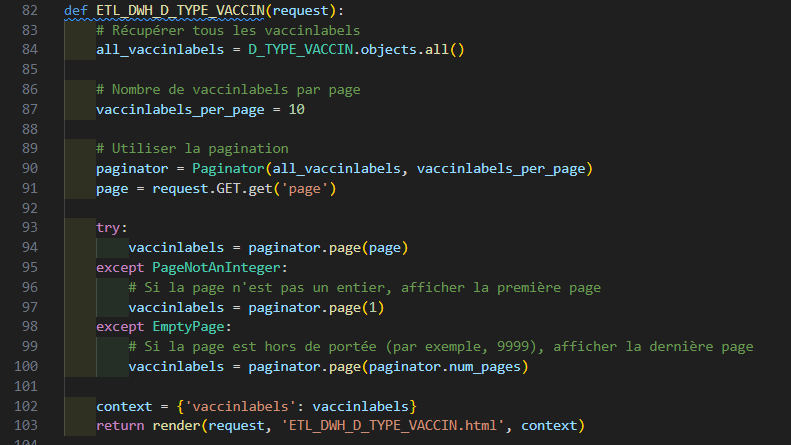 82 def ETL_DWH_D_TYPE_VACCIN(request):
83     # Récupérer tous les vaccinlabels
84     all_vaccinlabels = D_TYPE_VACCIN.objects.all()
85
86     # Nombre de vaccinlabels par page
87     vaccinlabels_per_page = 10
88
89     # Utiliser la pagination
90     paginator = Paginator(all_vaccinlabels, vaccinlabels_per_page)
91     page = request.GET.get('page')
92
93     try:
94         vaccinlabels = paginator.page(page)
95     except PageNotAnInteger:
96         # Si la page n'est pas un entier, afficher la première page
97         vaccinlabels = paginator.page(1)
98     except EmptyPage:
99         # Si la page est hors de portée (par exemple, 9999), afficher la dernière page
100         vaccinlabels = paginator.page(paginator.num_pages)
101
102     context = {'vaccinlabels': vaccinlabels}
103     return render(request, 'ETL_DWH_D_TYPE_VACCIN.html', context)